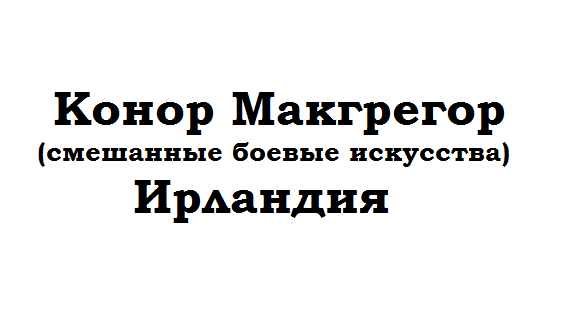 Конор Макгрегор
(смешанные боевые искусства)
Ирландия